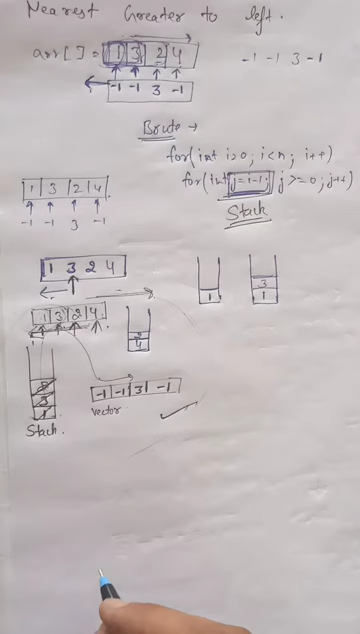 Nearest Greater to left.
arr[] = 1 3 2 4 -1 -1 3 -1
-1 -1 3 -1
Brute →
for(int i=0; i<n; i++)
for(int j=i-1; j>=0; j++)
Stack
1 3 2 4
-1 -1 3 -1
1 3 2 4
1
3
1
1 3 2 4
4
3
1
-1 -1 3 -1
vector
Stack.